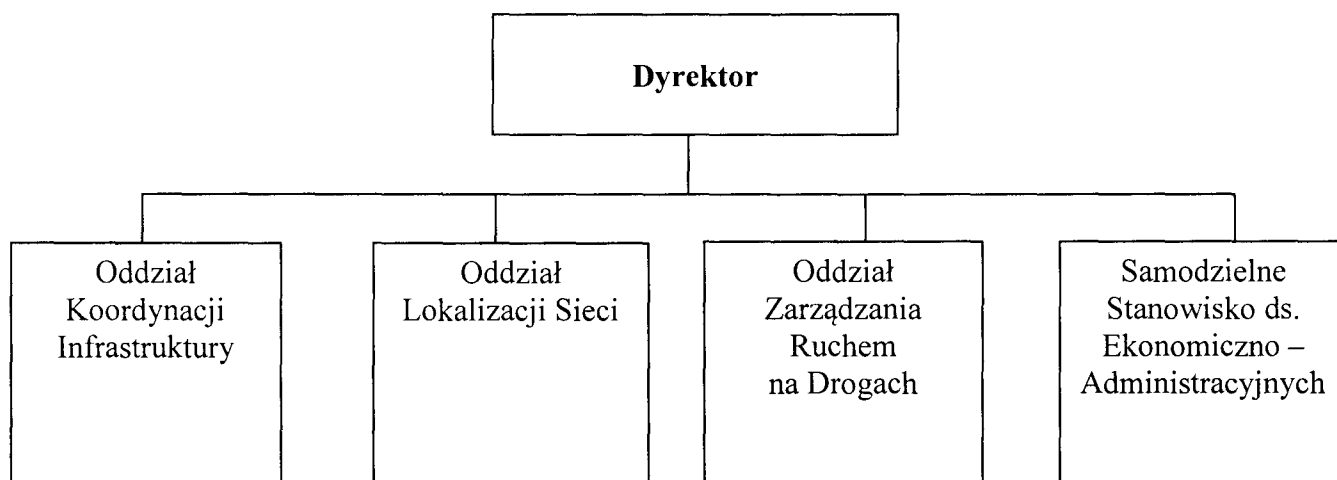 Dyrektor
Oddział
Koordynacji
Infrastruktury
Oddział
Lokalizacji Sieci
Oddział
Zarządzania
Ruchem
na Drogach
Samodzielne
Stanowisko ds.
Ekonomiczno –
Administracyjnych